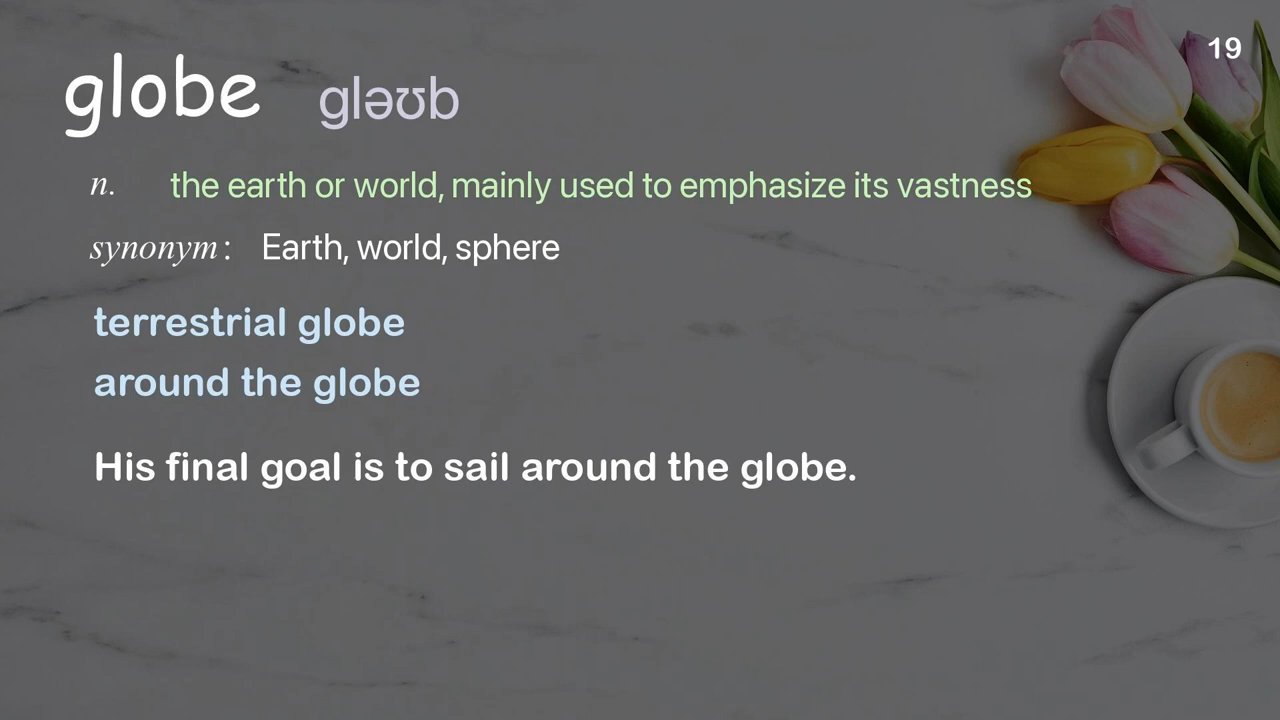 19
globe gləʊb
n. the earth or world, mainly used to emphasize its vastness
synonym: Earth, world, sphere
terrestrial globe
around the globe
His final goal is to sail around the globe.